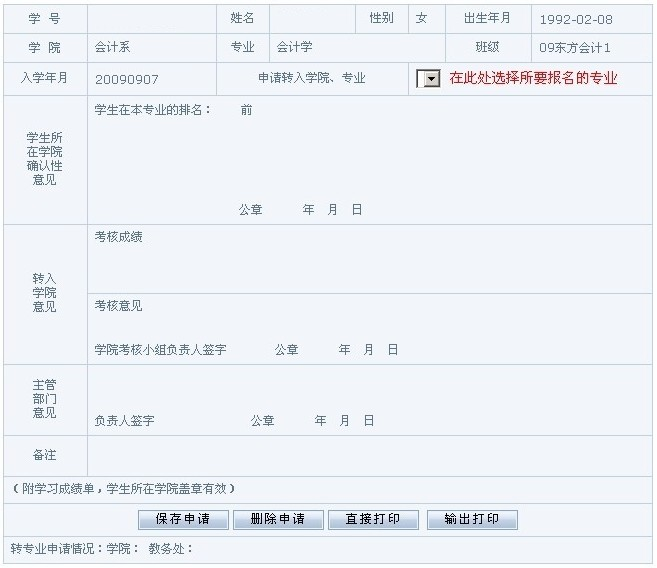 学 号 姓名 性别 女 出生年月 1992-02-08
学 院 会计系 专业 会计学 班级 09东方会计1
入学年月 20090907 申请转入学院、专业 在此处选择所要报名的专业
学生所
在学院
确认性
意见
学生在本专业的排名： 前
公章 年 月 日
转入
学院
意见
考核成绩
考核意见
学院考核小组负责人签字 公章 年 月 日
主管
部门
意见
负责人签字 公章 年 月 日
备注
（附学习成绩单，学生所在学院盖章有效）
保存申请 删除申请 直接打印 输出打印
转专业申请情况：学院： 教务处：